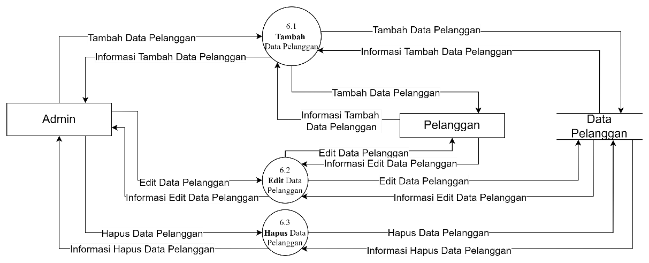 6.1
Tambah
Data Pelanggan
Tambah Data Pelanggan
Tambah Data Pelanggan
Informasi Tambah Data Pelanggan
Informasi Tambah Data Pelanggan
Tambah Data Pelanggan
Admin
Informasi Tambah
Data Pelanggan
Pelanggan
Data
Pelanggan
Edit Data Pelanggan
Informasi Edit Data Pelanggan
6.2
Edit Data
Pelanggan
Edit Data Pelanggan
Edit Data Pelanggan
Informasi Edit Data Pelanggan
Informasi Edit Data Pelanggan
6.3
Hapus Data
Pelanggan
Hapus Data Pelanggan
Hapus Data Pelanggan
Informasi Hapus Data Pelanggan
Informasi Hapus Data Pelanggan